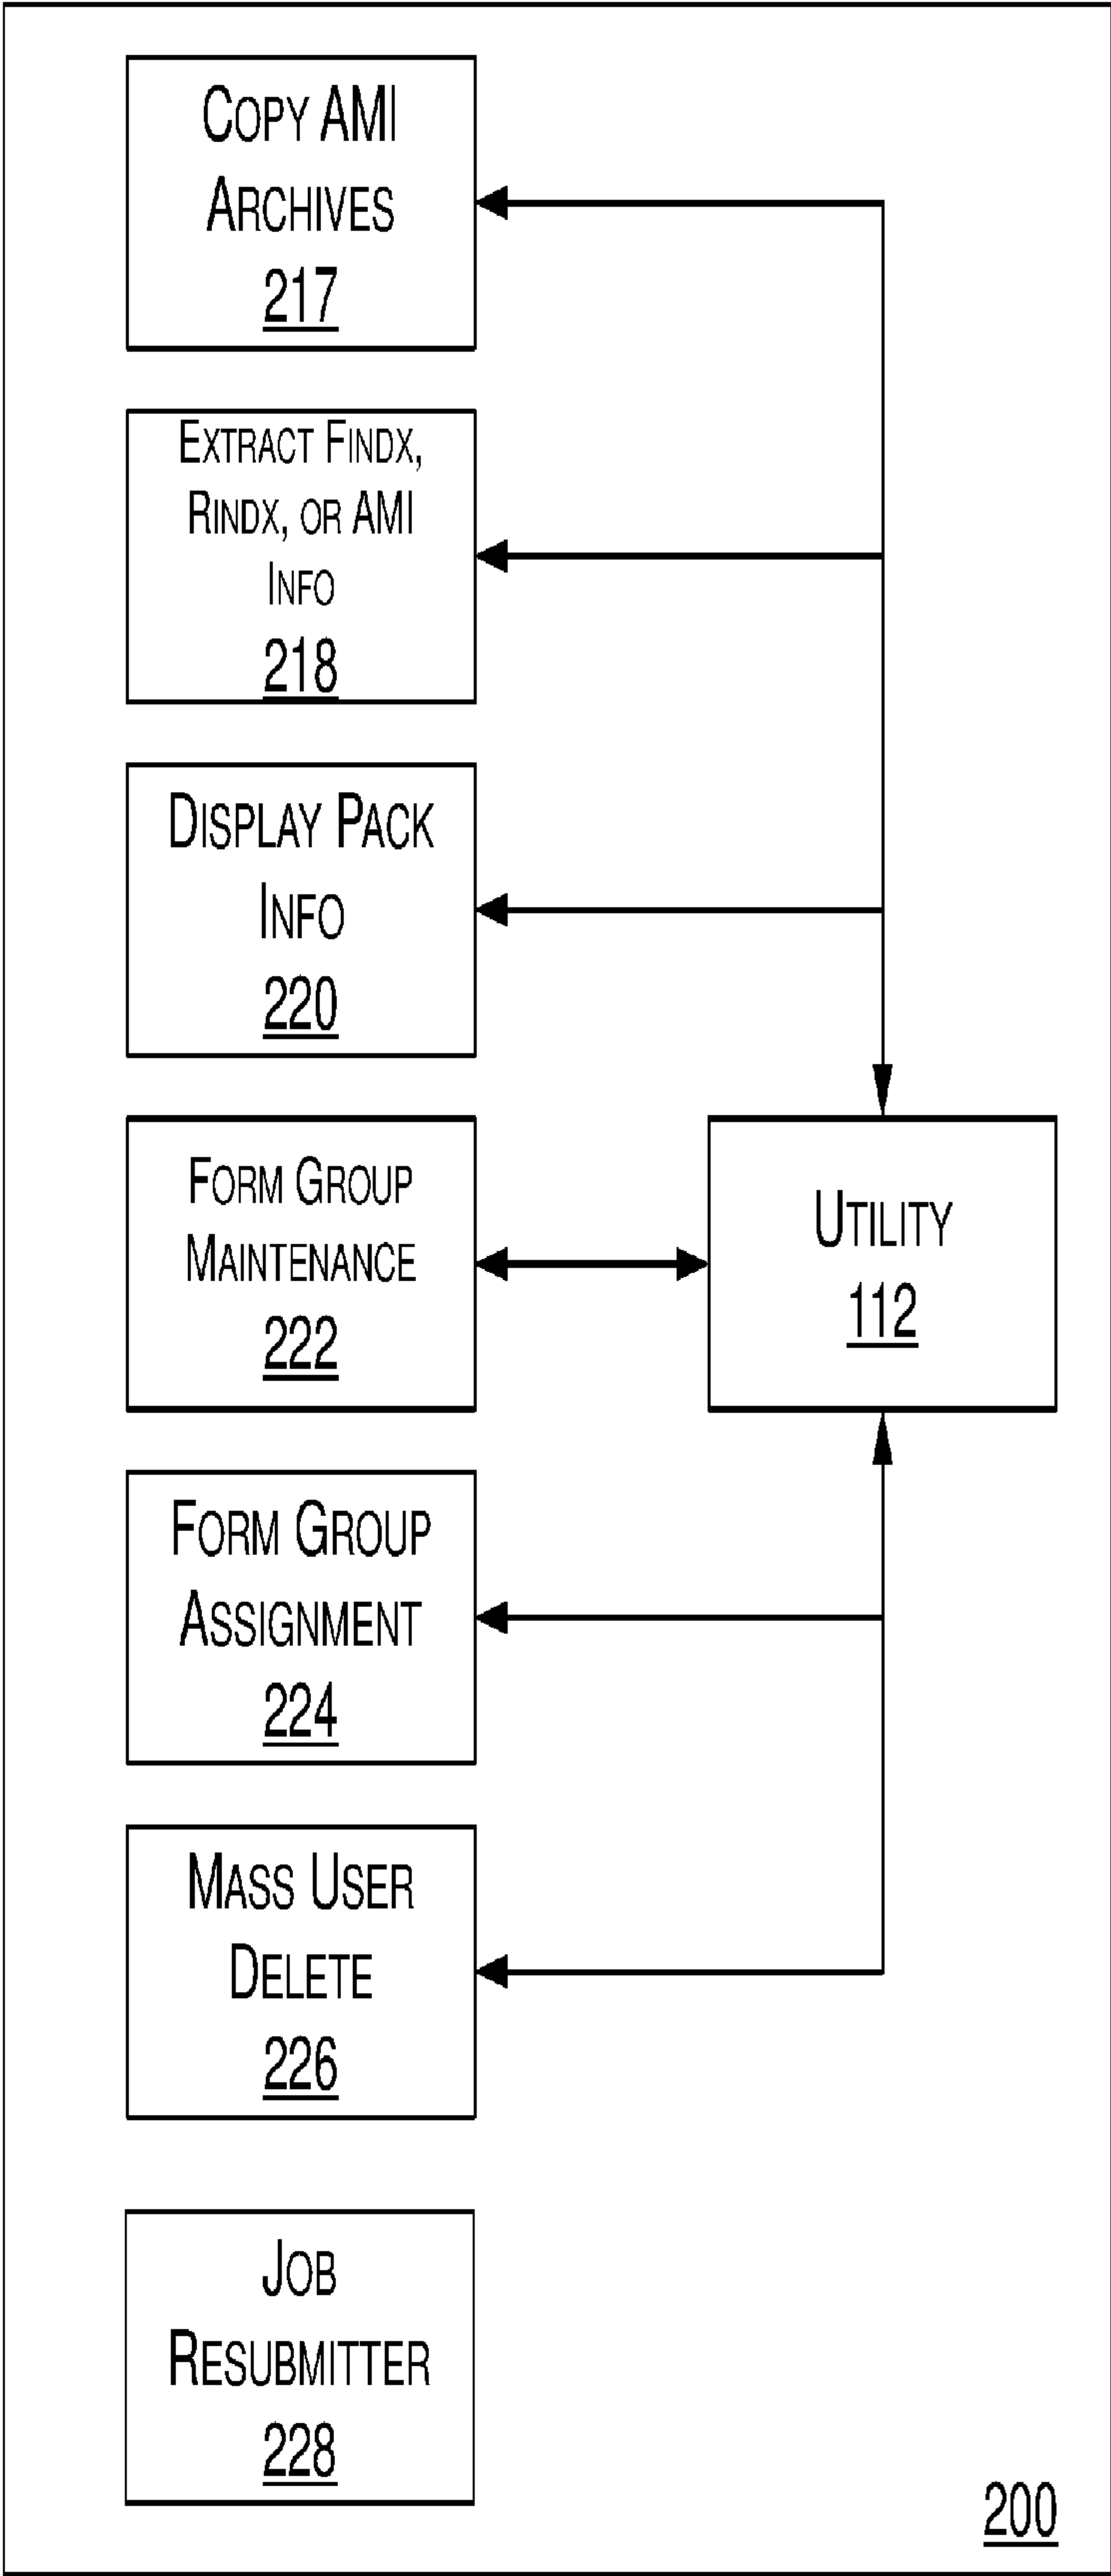 COPY AMI
ARCHIVES
217
EXTRACT FINDX,
RINDX, OR AMI
INFO
218
DISPLAY PACK
INFO
220
FORM GROUP
MAINTENANCE
222
UTILITY
112
FORM GROUP
ASSIGNMENT
224
MASS USER
DELETE
226
JOB
RESUBMITTER
228
200